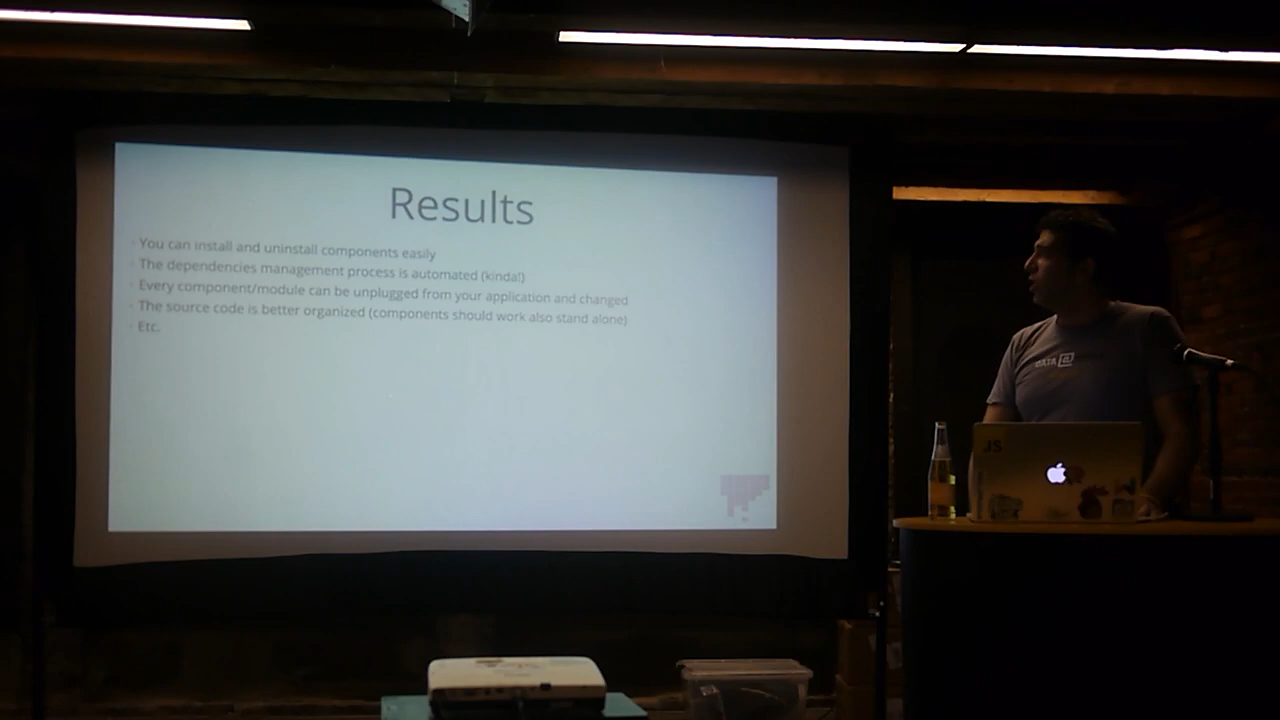 Results
You can install and uninstall components easily
The dependencies management process is automated (kinda!)
Every component/module can be unplugged from your application and changed
The source code is better organized (components should work also stand alone)
Etc.
DATA
JS